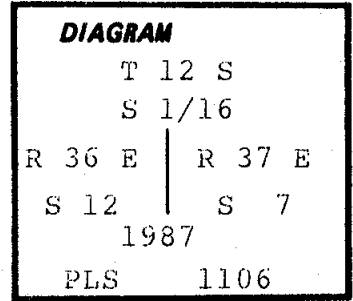 DIAGRAM
T 12 S
S 1/16
R 36 E R 37 E
S 12 S 7
1987
PLS 1106